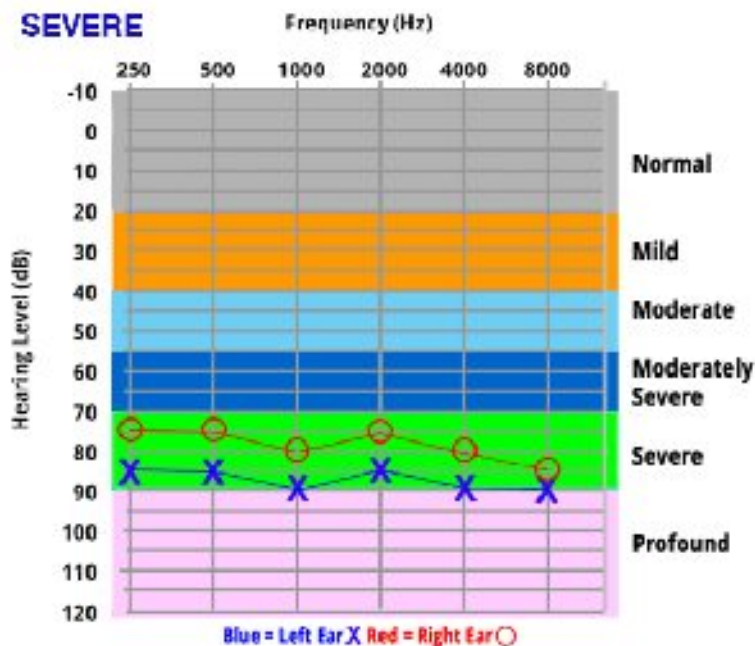 SEVERE
Frequency (Hz)
250 500 1000 2000 4000 8000
-10
0
10
20
30
40
50
60
70
80
90
100
110
120
Hearing Level (dB)
Normal
Mild
Moderate
Moderately
Severe
Severe
Profound
Blue = Left Ear X Red = Right Ear O